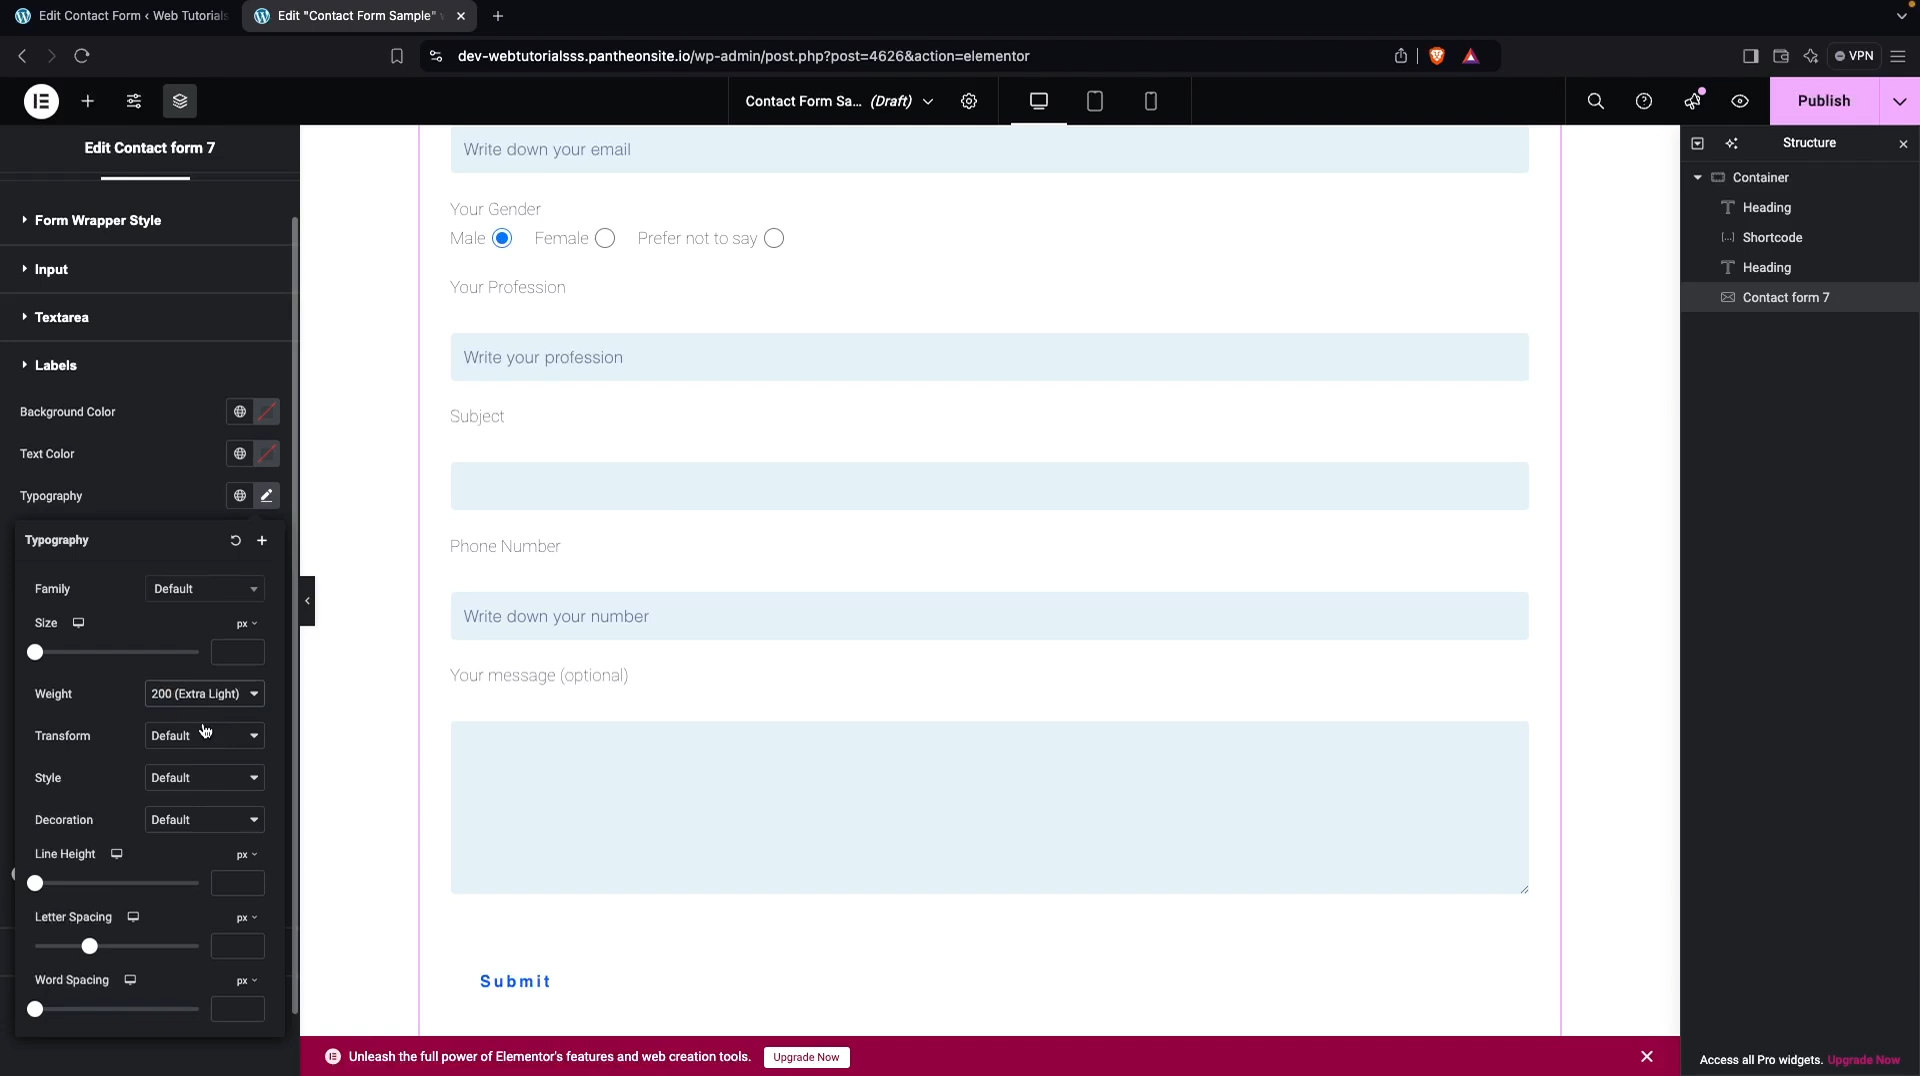 Edit Contact Form ‹ Web Tutorials
Edit "Contact Form Sample"
dev-webtutorialsss.pantheonsite.io/wp-admin/post.php?post=4626&action=elementor
VPN
Contact Form Sa... (Draft)
Publish
Edit Contact form 7
Form Wrapper Style
Input
Textarea
Labels
Background Color
Text Color
Typography
Typography
Family Default
Size px
Weight 200 (Extra Light)
Transform Default
Style Default
Decoration Default
Line Height px
Letter Spacing px
Word Spacing px
Write down your email
Your Gender
Male Female Prefer not to say
Your Profession
Write your profession
Subject
Phone Number
Write down your number
Your message (optional)
Submit
Unleash the full power of Elementor's features and web creation tools. Upgrade Now
Structure
Container
Heading
Shortcode
Heading
Contact form 7
Access all Pro widgets. Upgrade Now